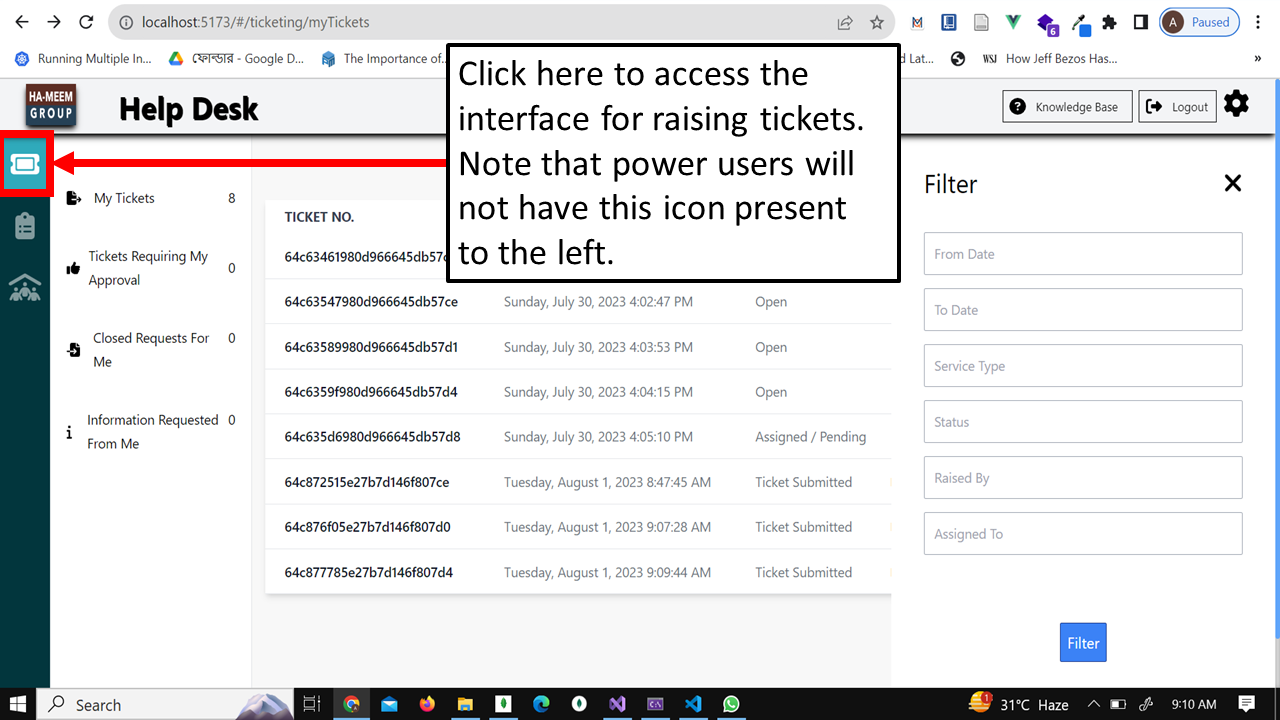 localhost:5173/#/ticketing/myTickets
A Paused
6
Running Multiple In...
ফোল্ডার - Google D...
The Importance of
d Lat...
WSJ How Jeff Bezos Has...
»
HA-MEEM
GROUP
Help Desk
Knowledge Base
Logout
Click here to access the
interface for raising tickets.
Note that power users will
not have this icon present
to the left.
My Tickets 8
Tickets Requiring My
Approval 0
Closed Requests For
Me 0
Information Requested
From Me 0
TICKET NO.
64c63461980d966645db57
64c63547980d966645db57ce Sunday, July 30, 2023 4:02:47 PM Open
64c63589980d966645db57d1 Sunday, July 30, 2023 4:03:53 PM Open
64c6359f980d966645db57d4 Sunday, July 30, 2023 4:04:15 PM Open
64c635d6980d966645db57d8 Sunday, July 30, 2023 4:05:10 PM Assigned / Pending
64c872515e27b7d146f807ce Tuesday, August 1, 2023 8:47:45 AM Ticket Submitted
64c876f05e27b7d146f807d0 Tuesday, August 1, 2023 9:07:28 AM Ticket Submitted
64c877785e27b7d146f807d4 Tuesday, August 1, 2023 9:09:44 AM Ticket Submitted
Filter
From Date
To Date
Service Type
Status
Raised By
Assigned To
Filter
Search
1
31°C Haze
9:10 AM